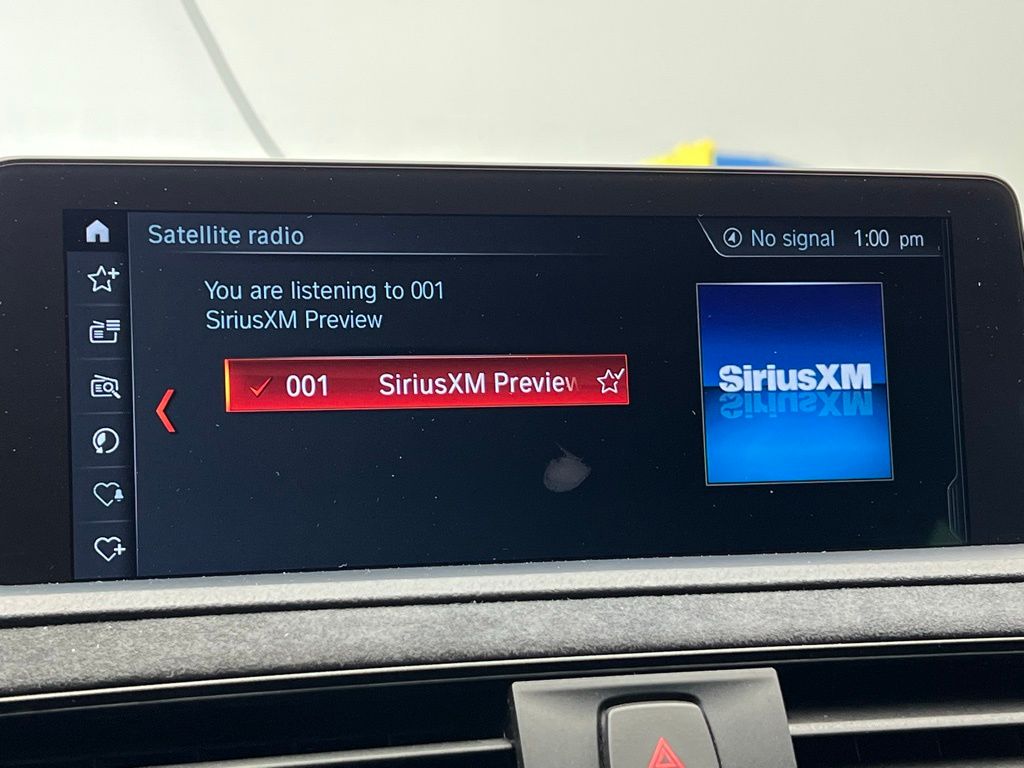 Satellite radio
No signal 1:00 pm
You are listening to 001
SiriusXM Preview
001 SiriusXM Preview
SiriusXM